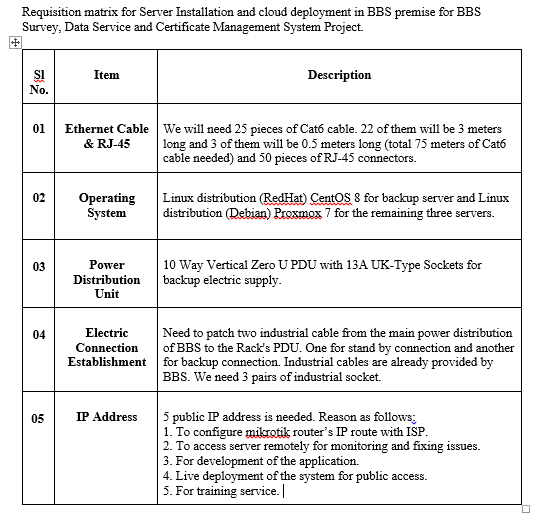 Requisition matrix for Server Installation and cloud deployment in BBS premise for BBS
Survey, Data Service and Certificate Management System Project.
Sl
No.
Item
Description
01
Ethernet Cable
& RJ-45
We will need 25 pieces of Cat6 cable. 22 of them will be 3 meters
long and 3 of them will be 0.5 meters long (total 75 meters of Cat6
cable needed) and 50 pieces of RJ-45 connectors.
02
Operating
System
Linux distribution (RedHat) CentOS 8 for backup server and Linux
distribution (Debian) Proxmox 7 for the remaining three servers.
03
Power
Distribution
Unit
10 Way Vertical Zero U PDU with 13A UK-Type Sockets for
backup electric supply.
04
Electric
Connection
Establishment
Need to patch two industrial cable from the main power distribution
of BBS to the Rack's PDU. One for stand by connection and another
for backup connection. Industrial cables are already provided by
BBS. We need 3 pairs of industrial socket.
05
IP Address
5 public IP address is needed. Reason as follows:
1. To configure mikrotik router's IP route with ISP.
2. To access server remotely for monitoring and fixing issues.
3. For development of the application.
4. Live deployment of the system for public access.
5. For training service.